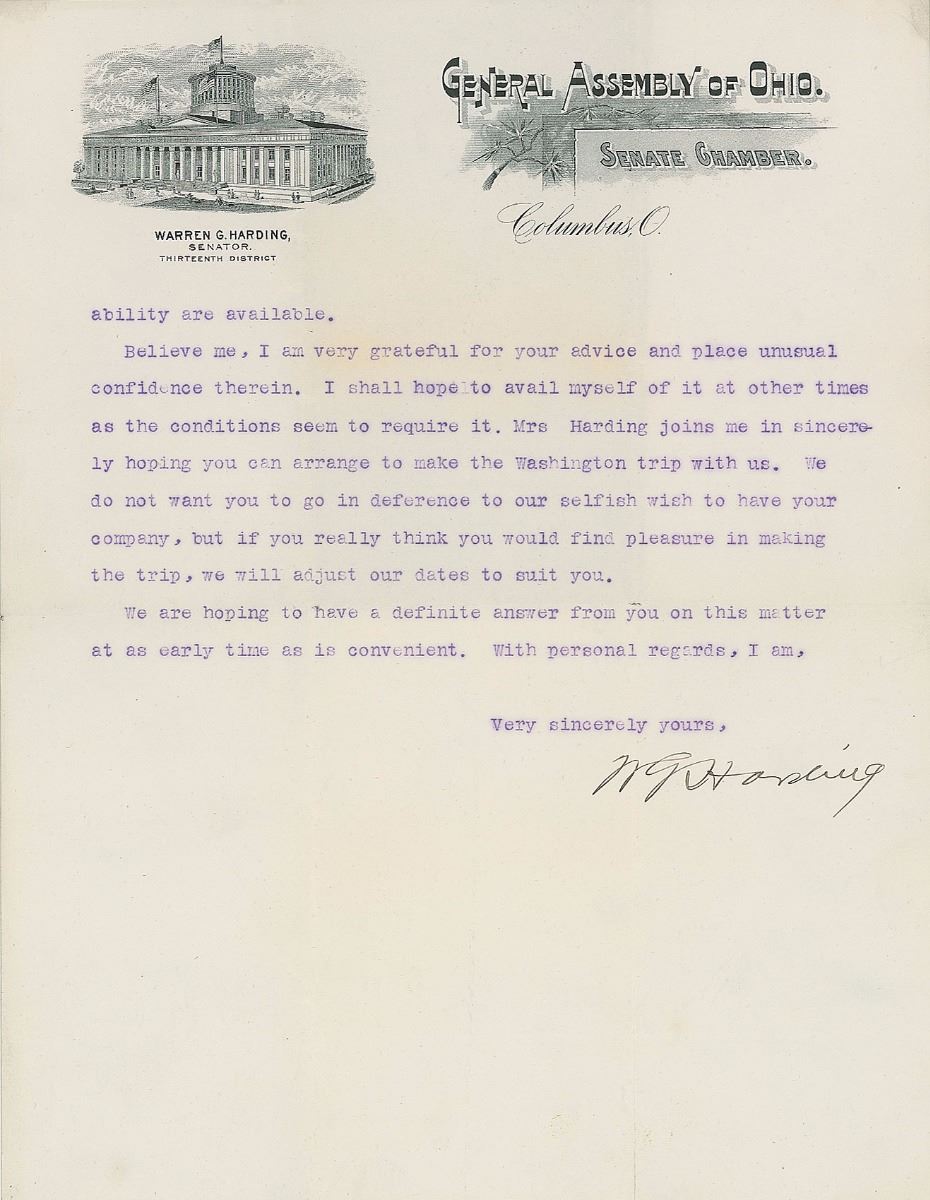 GENERAL ASSEMBLY OF OHIO.
SENATE CHAMBER.
Columbus, O.
WARREN G. HARDING,
SENATOR.
THIRTEENTH DISTRICT
ability are available.
Believe me, I am very grateful for your advice and place unusual
confidence therein. I shall hope to avail myself of it at other times
as the conditions seem to require it. Mrs Harding joins me in sincere-
ly hoping you can arrange to make the Washington trip with us. We
do not want you to go in deference to our selfish wish to have your
company, but if you really think you would find pleasure in making
the trip, we will adjust our dates to suit you.
We are hoping to have a definite answer from you on this matter
at as early time as is convenient. With personal regards, I am,
Very sincerely yours,
WGHarding